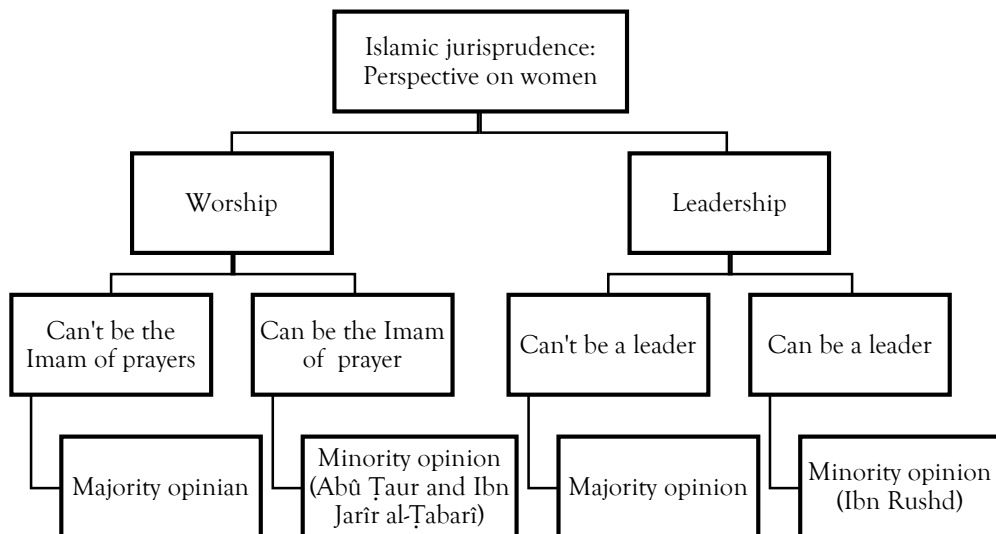 Islamic jurisprudence:
Perspective on women
Worship
Leadership
Can't be the
Imam of prayers
Can be the Imam
of prayer
Can't be a leader
Can be a leader
Majority opinian
Minority opinion
(Abû Ṭaur and Ibn
Jarîr al-Ṭabarî)
Majority opinion
Minority opinion
(Ibn Rushd)